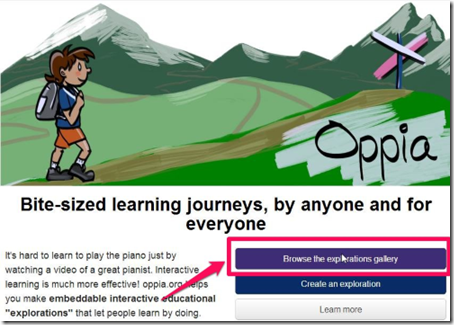 Oppia
Bite-sized learning journeys, by anyone and for
everyone
It's hard to learn to play the piano just by
watching a video of a great pianist. Interactive
learning is much more effective! oppia.org helps
you make embeddable interactive educational
"explorations" that let people learn by doing.
Browse the explorations gallery
Create an exploration
Learn more